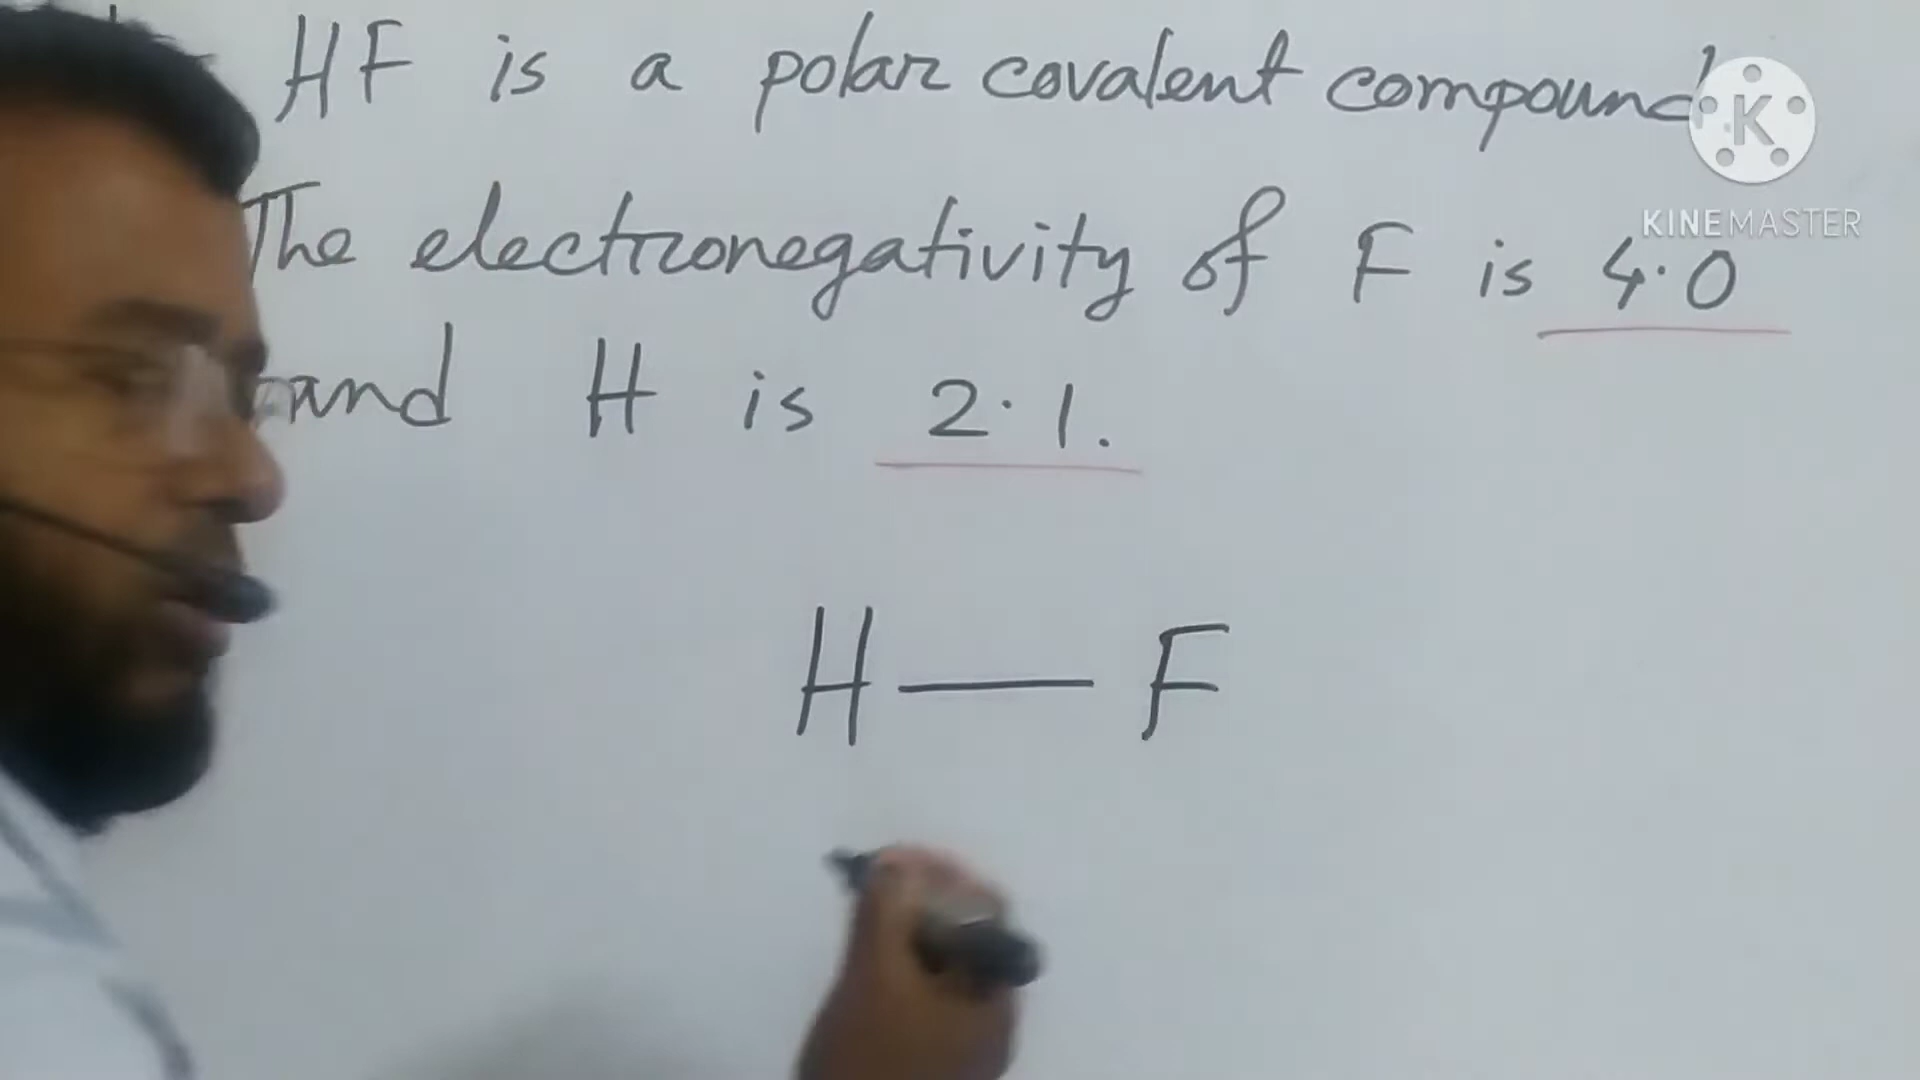 HF is a polar covalent compound
The electronegativity of F is 4.0
and H is 2.1.
H — F
K
KINEMASTER